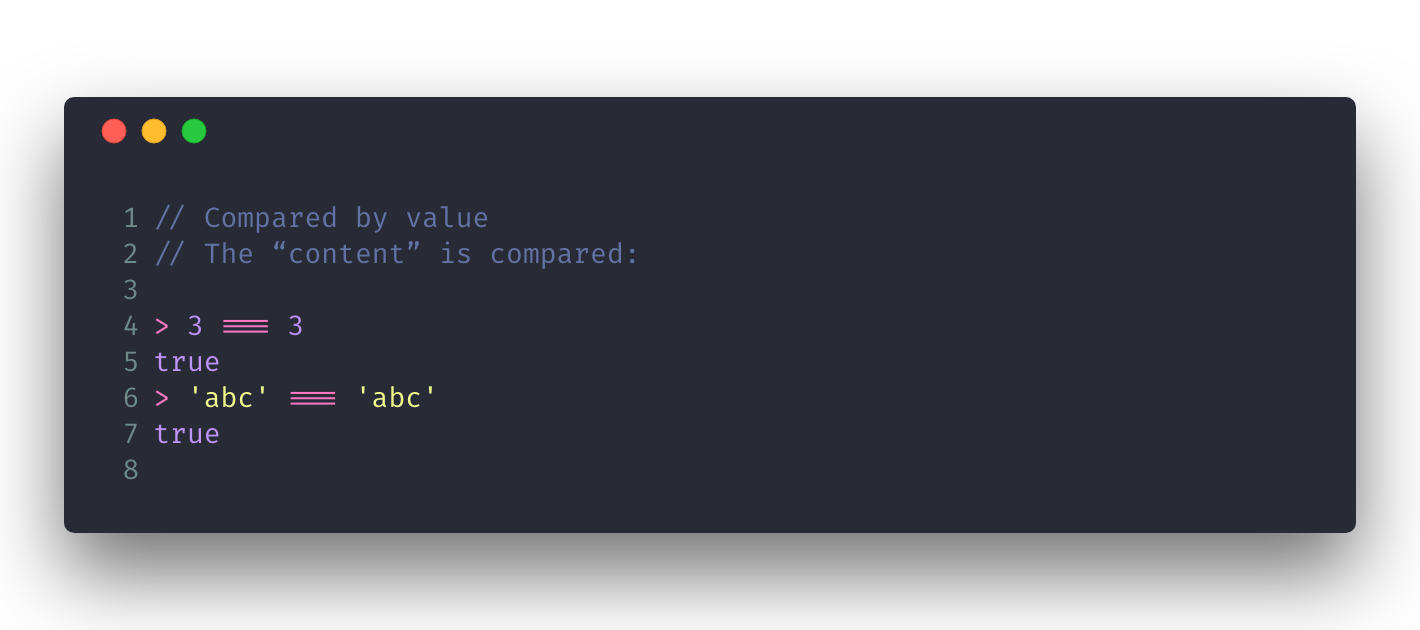 1 // Compared by value
2 // The “content” is compared:
3
4 > 3 === 3
5 true
6 > 'abc' === 'abc'
7 true
8